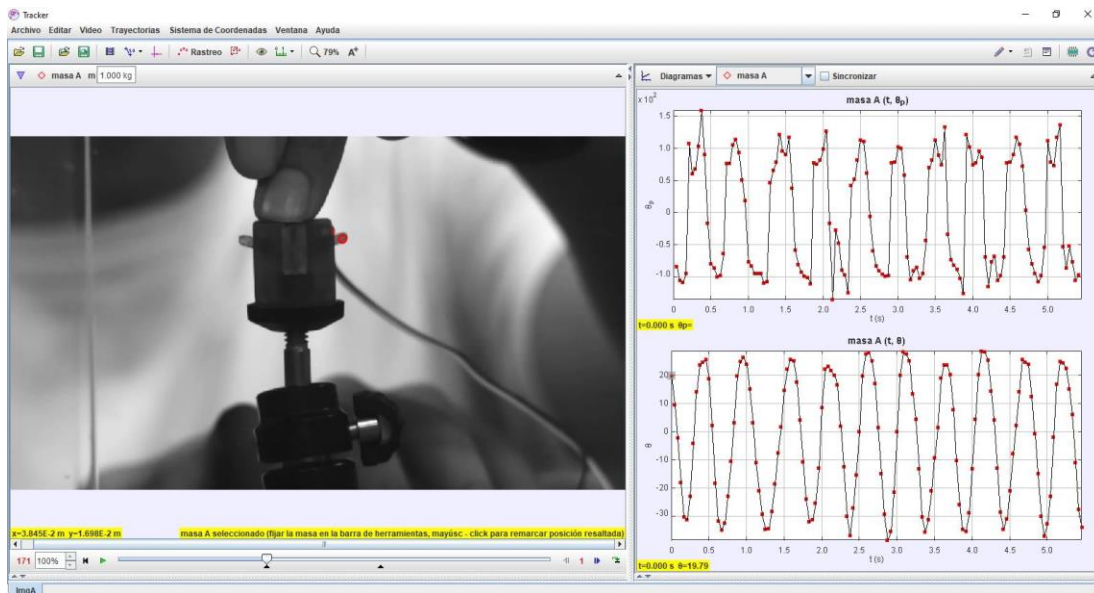 Tracker
Archivo Editar Video Trayectorias Sistema de Coordenadas Ventana Ayuda
Rastreo 79% A+
masa A m 1.000 kg
Diagramas masa A Sincronizar
masa A (t, θp)
x 10²
1.5
1.0
0.5
0
-0.5
-1.0
θp
0 0.5 1.0 1.5 2.0 2.5 3.0 3.5 4.0 4.5 5.0
t (s)
t=0.000 s θp=
masa A (t, θ)
20
10
0
-10
-20
-30
θ
0 0.5 1.0 1.5 2.0 2.5 3.0 3.5 4.0 4.5 5.0
t (s)
t=0.000 s θ=19.79
x=3.845E-2 m y=1.698E-2 m masa A seleccionado (fijar la masa en la barra de herramientas, mayúsc - click para remarcar posición resaltada)
171 100% 1
ImgA